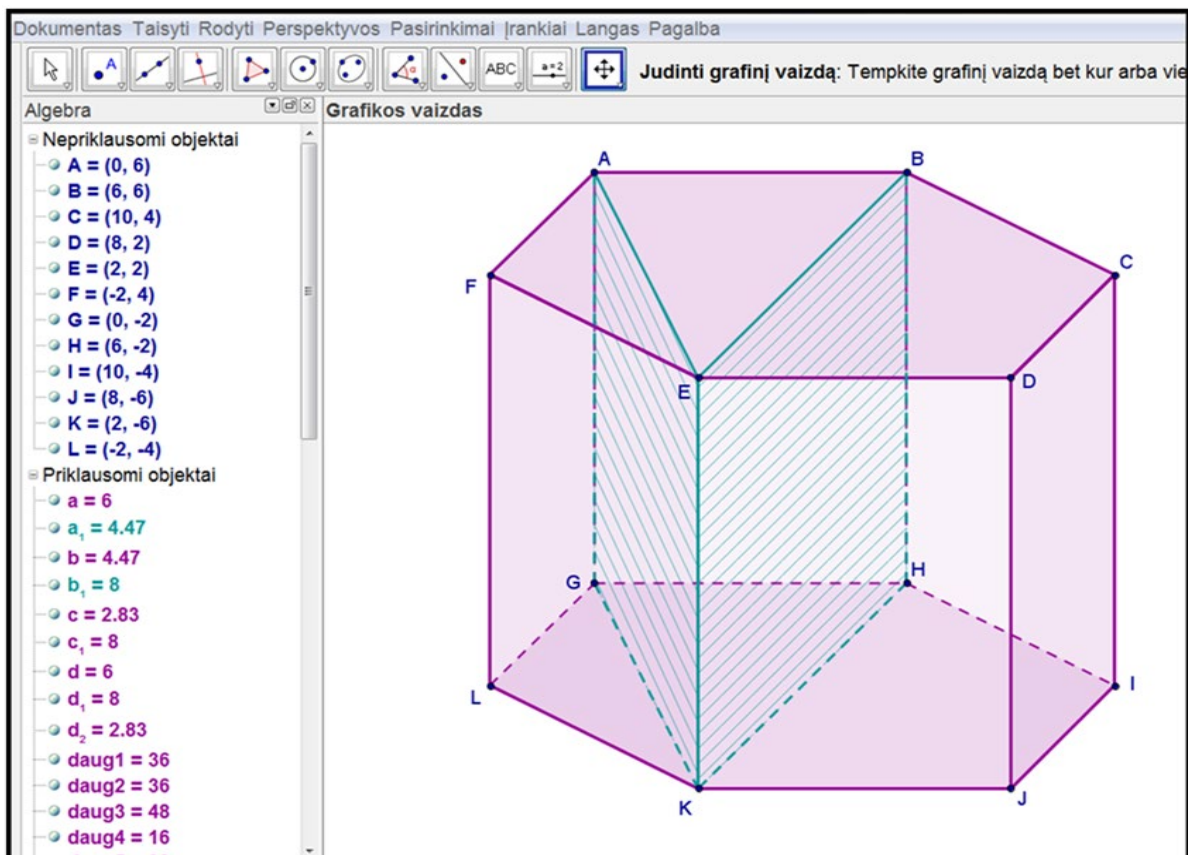 Dokumentas Taisyti Rodyti Perspektyvos Pasirinkimai Įrankiai Langas Pagalba
A α ABC a=2 Judinti grafinį vaizdą: Tempkite grafinį vaizdą bet kur arba vie
Algebra
Grafikos vaizdas
Nepriklausomi objektai
A = (0, 6)
B = (6, 6)
C = (10, 4)
D = (8, 2)
E = (2, 2)
F = (-2, 4)
G = (0, -2)
H = (6, -2)
I = (10, -4)
J = (8, -6)
K = (2, -6)
L = (-2, -4)
Priklausomi objektai
a = 6
a₁ = 4.47
b = 4.47
b₁ = 8
c = 2.83
c₁ = 8
d = 6
d₁ = 8
d₂ = 2.83
daug1 = 36
daug2 = 36
daug3 = 48
daug4 = 16
A
B
C
F
E
D
G
H
L
I
K
J